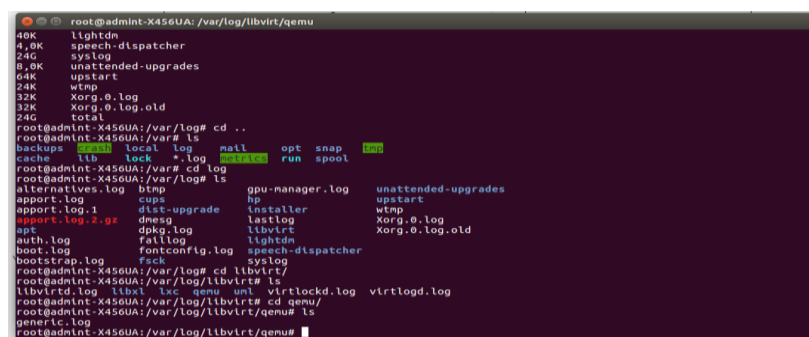 root@admint-X456UA: /var/log/libvirt/qemu
40K lightdm
4,0K speech-dispatcher
24G syslog
8,0K unattended-upgrades
64K upstart
24K wtmp
32K Xorg.0.log
32K Xorg.0.log.old
24G total
root@admint-X456UA:/var/log# cd ..
root@admint-X456UA:/var# ls
backups crash local log mail opt snap tmp
cache lib lock *.log metrics run spool
root@admint-X456UA:/var# cd log
root@admint-X456UA:/var/log# ls
alternatives.log btmp gpu-manager.log unattended-upgrades
apport.log cups hp upstart
apport.log.1 dist-upgrade installer wtmp
apport.log.2.gz dmesg lastlog Xorg.0.log
apt dpkg.log libvirt Xorg.0.log.old
auth.log faillog lightdm
boot.log fontconfig.log speech-dispatcher
bootstrap.log fsck syslog
root@admint-X456UA:/var/log# cd libvirt/
root@admint-X456UA:/var/log/libvirt# ls
libvirtd.log libxl lxc qemu uml virtlockd.log virtlogd.log
root@admint-X456UA:/var/log/libvirt# cd qemu/
root@admint-X456UA:/var/log/libvirt/qemu# ls
generic.log
root@admint-X456UA:/var/log/libvirt/qemu#